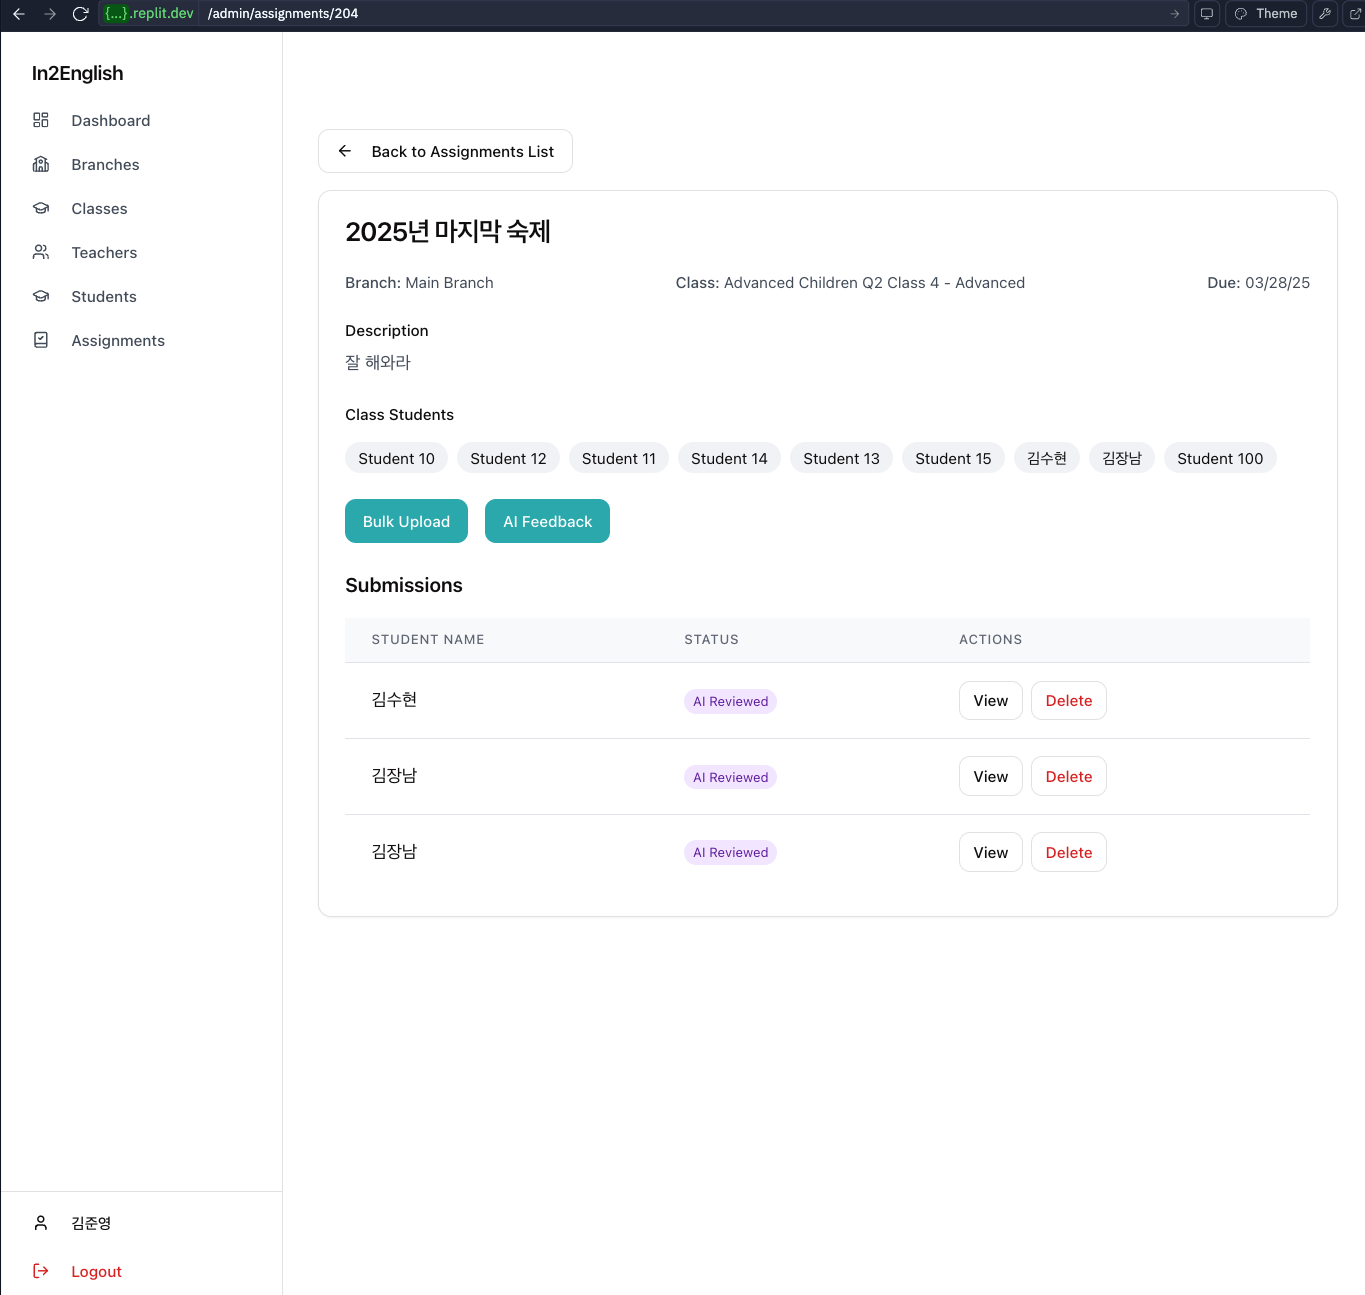 {...}.replit.dev /admin/assignments/204 Theme
In2English
Dashboard
Branches
Classes
Teachers
Students
Assignments
Back to Assignments List
2025년 마지막 숙제
Branch: Main Branch Class: Advanced Children Q2 Class 4 - Advanced Due: 03/28/25
Description
잘 해와라
Class Students
Student 10 Student 12 Student 11 Student 14 Student 13 Student 15 김수현 김장남 Student 100
Bulk Upload AI Feedback
Submissions
STUDENT NAME STATUS ACTIONS
김수현 AI Reviewed View Delete
김장남 AI Reviewed View Delete
김장남 AI Reviewed View Delete
김준영
Logout